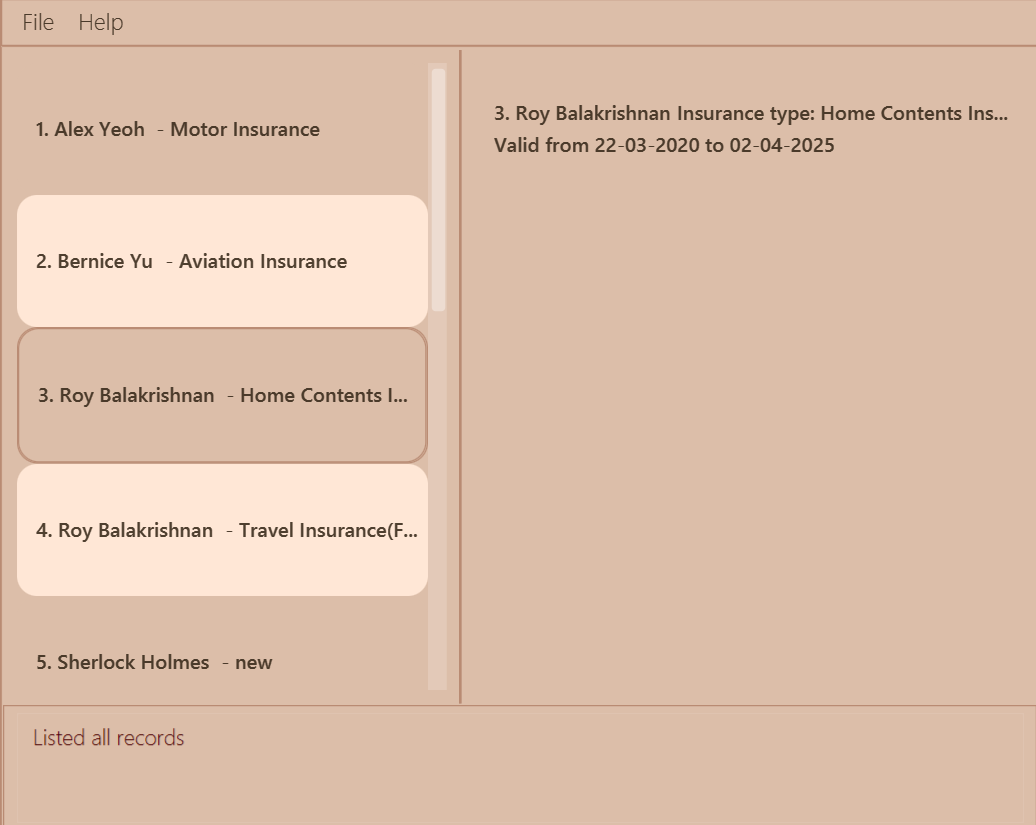 File Help
1. Alex Yeoh - Motor Insurance
2. Bernice Yu - Aviation Insurance
3. Roy Balakrishnan - Home Contents I...
4. Roy Balakrishnan - Travel Insurance(F...
5. Sherlock Holmes - new
3. Roy Balakrishnan Insurance type: Home Contents Ins...
Valid from 22-03-2020 to 02-04-2025
Listed all records